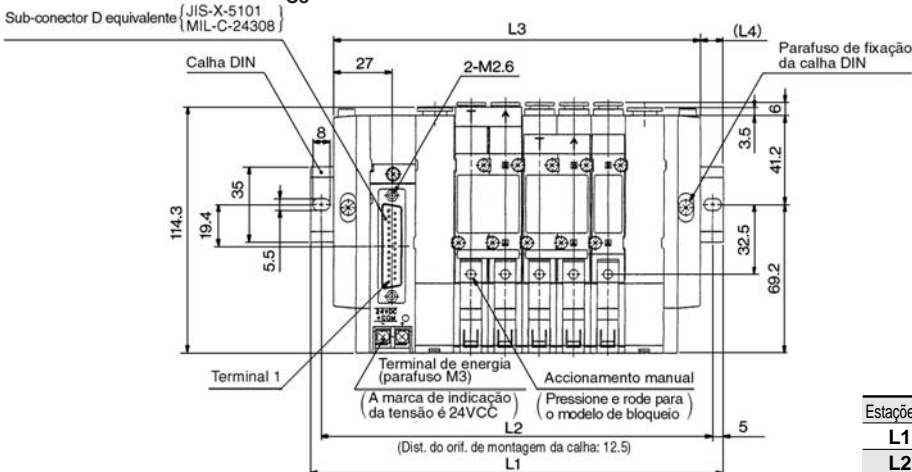 Sub-conector D equivalente { JIS-X-5101
MIL-C-24308 }
L3
(L4)
Calha DIN
27
2-M2.6
Parafuso de fixação
da calha DIN
8
6
3.5
41.2
114.3
35
19.4
5.5
32.5
69.2
24VDC
+COM
Terminal 1
Terminal de energia
(parafuso M3)
(A marca de indicação
da tensão é 24VCC)
Accionamento manual
(Pressione e rode para
o modelo de bloqueio)
L2
5
(Dist. do orif. de montagem da calha: 12.5)
L1
Estações
L1
L2